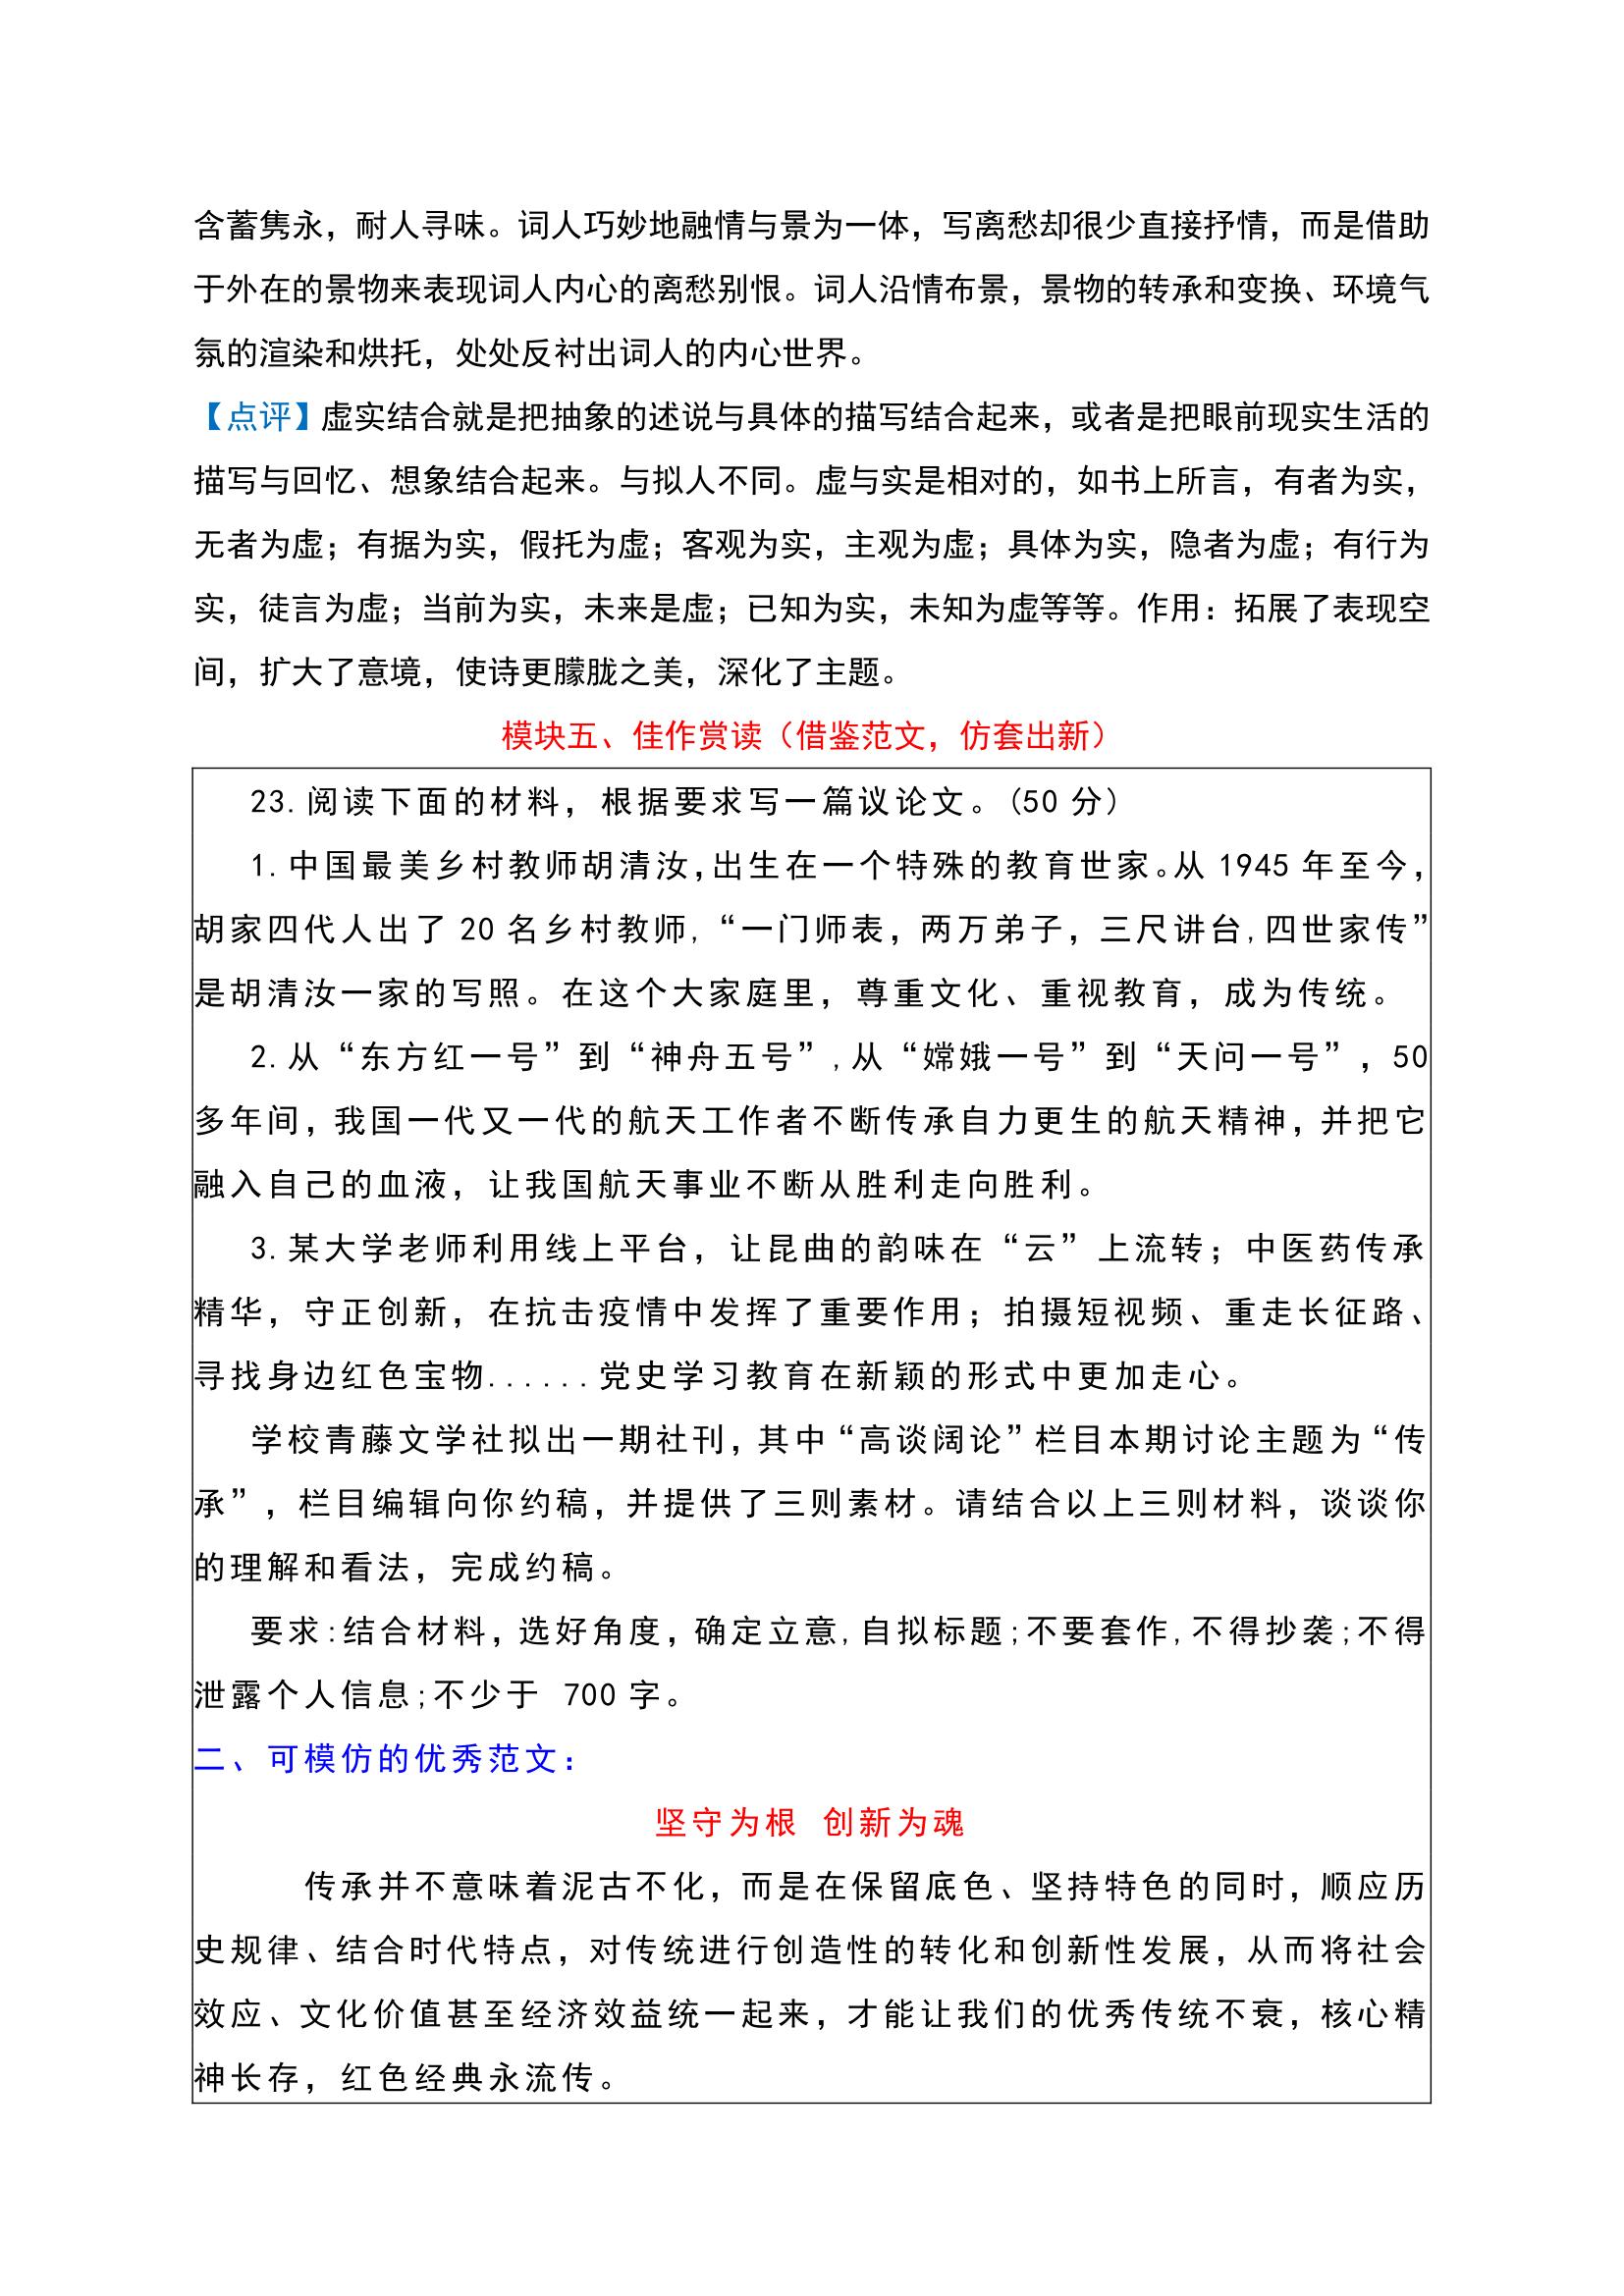 含蓄隽永，耐人寻味。词人巧妙地融情与景为一体，写离愁却很少直接抒情，而是借助
于外在的景物来表现词人内心的离愁别恨。词人沿情布景，景物的转承和变换、环境气
氛的渲染和烘托，处处反衬出词人的内心世界。
【点评】虚实结合就是把抽象的述说与具体的描写结合起来，或者是把眼前现实生活的
描写与回忆、想象结合起来。与拟人不同。虚与实是相对的，如书上所言，有者为实，
无者为虚；有据为实，假托为虚；客观为实，主观为虚；具体为实，隐者为虚；有行为
实，徒言为虚；当前为实，未来是虚；已知为实，未知为虚等等。作用：拓展了表现空
间，扩大了意境，使诗更朦胧之美，深化了主题。
模块五、佳作赏读（借鉴范文，仿套出新）
23.阅读下面的材料，根据要求写一篇议论文。(50 分)
1.中国最美乡村教师胡清汝,出生在一个特殊的教育世家。从 1945 年至今，
胡家四代人出了 20 名乡村教师,“一门师表，两万弟子，三尺讲台,四世家传”
是胡清汝一家的写照。在这个大家庭里，尊重文化、重视教育，成为传统。
2.从“东方红一号”到“神舟五号”,从“嫦娥一号”到“天问一号”，50
多年间，我国一代又一代的航天工作者不断传承自力更生的航天精神，并把它
融入自己的血液，让我国航天事业不断从胜利走向胜利。
3.某大学老师利用线上平台，让昆曲的韵味在“云”上流转；中医药传承
精华，守正创新，在抗击疫情中发挥了重要作用；拍摄短视频、重走长征路、
寻找身边红色宝物......党史学习教育在新颖的形式中更加走心。
学校青藤文学社拟出一期社刊，其中“高谈阔论”栏目本期讨论主题为“传
承”，栏目编辑向你约稿，并提供了三则素材。请结合以上三则材料，谈谈你
的理解和看法，完成约稿。
要求:结合材料，选好角度，确定立意,自拟标题;不要套作,不得抄袭;不得
泄露个人信息;不少于 700 字。
二、可模仿的优秀范文：
坚守为根 创新为魂
传承并不意味着泥古不化，而是在保留底色、坚持特色的同时，顺应历
史规律、结合时代特点，对传统进行创造性的转化和创新性发展，从而将社会
效应、文化价值甚至经济效益统一起来，才能让我们的优秀传统不衰，核心精
神长存，红色经典永流传。